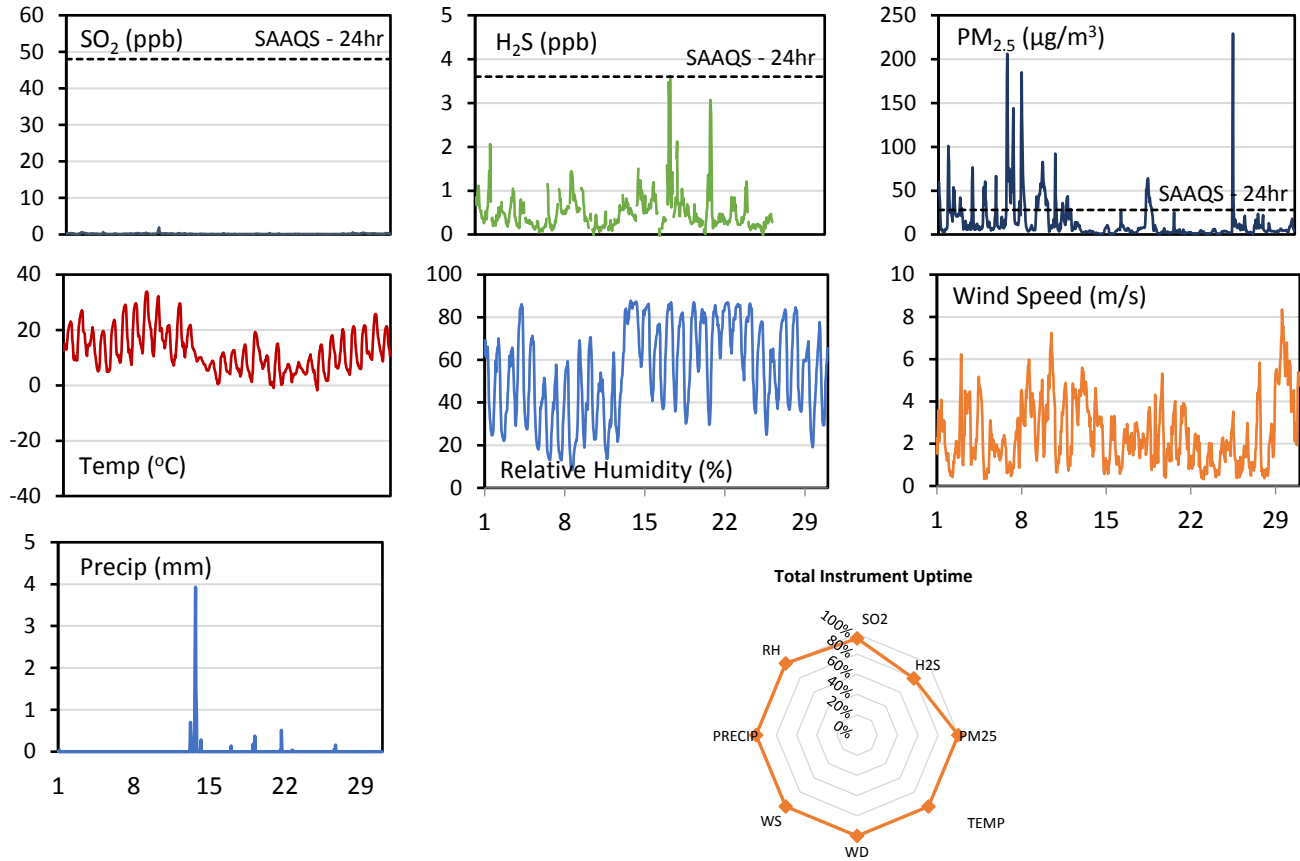 60
50
40
30
20
10
0
SO₂ (ppb)
SAAQS - 24hr
5
4
3
2
1
0
H₂S (ppb)
SAAQS - 24hr
250
200
150
100
50
0
PM₂.₅ (µg/m³)
SAAQS - 24hr
40
20
0
-20
-40
Temp (°C)
100
80
60
40
20
0
Relative Humidity (%)
1 8 15 22 29
10
8
6
4
2
0
Wind Speed (m/s)
1 8 15 22 29
5
4
3
2
1
0
Precip (mm)
1 8 15 22 29
Total Instrument Uptime
SO2
H2S
PM25
TEMP
WD
WS
PRECIP
RH
100%
80%
60%
40%
20%
0%